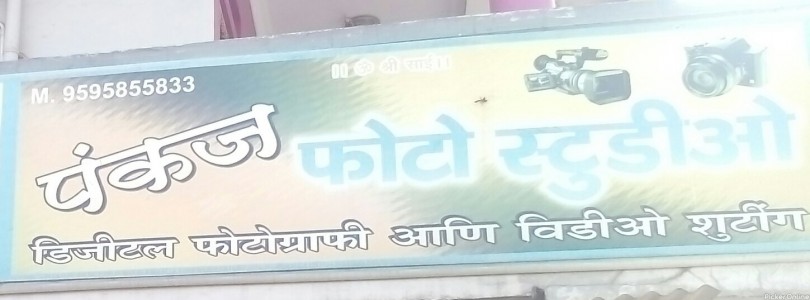 ॥ ॐ श्री साई ॥
M. 9595855833
पंकज फोटो स्टुडीओ
डिजीटल फोटोग्राफी आणि विडीओ शुटींग